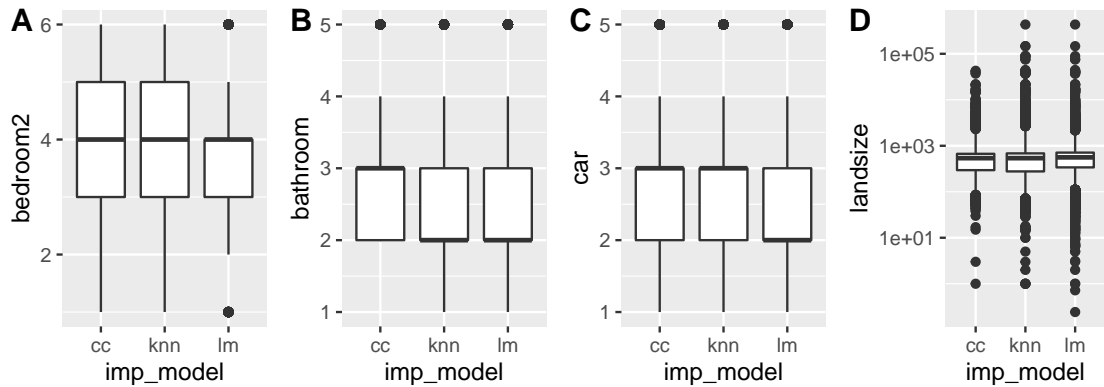 A
bedroom2
6
4
2
cc knn lm
imp_model
B
bathroom
5
4
3
2
1
cc knn lm
imp_model
C
car
5
4
3
2
1
cc knn lm
imp_model
D
landsize
1e+05
1e+03
1e+01
cc knn lm
imp_model